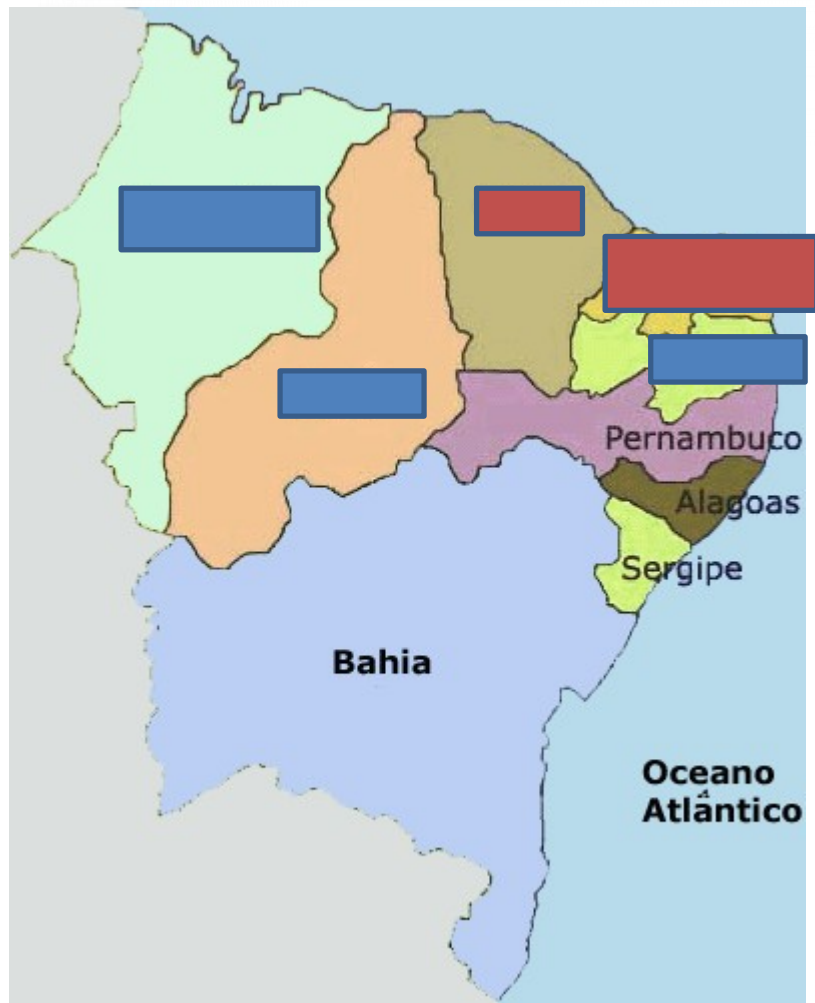 Pernambuco
Alagoas
Sergipe
Bahia
Oceano
Atlântico